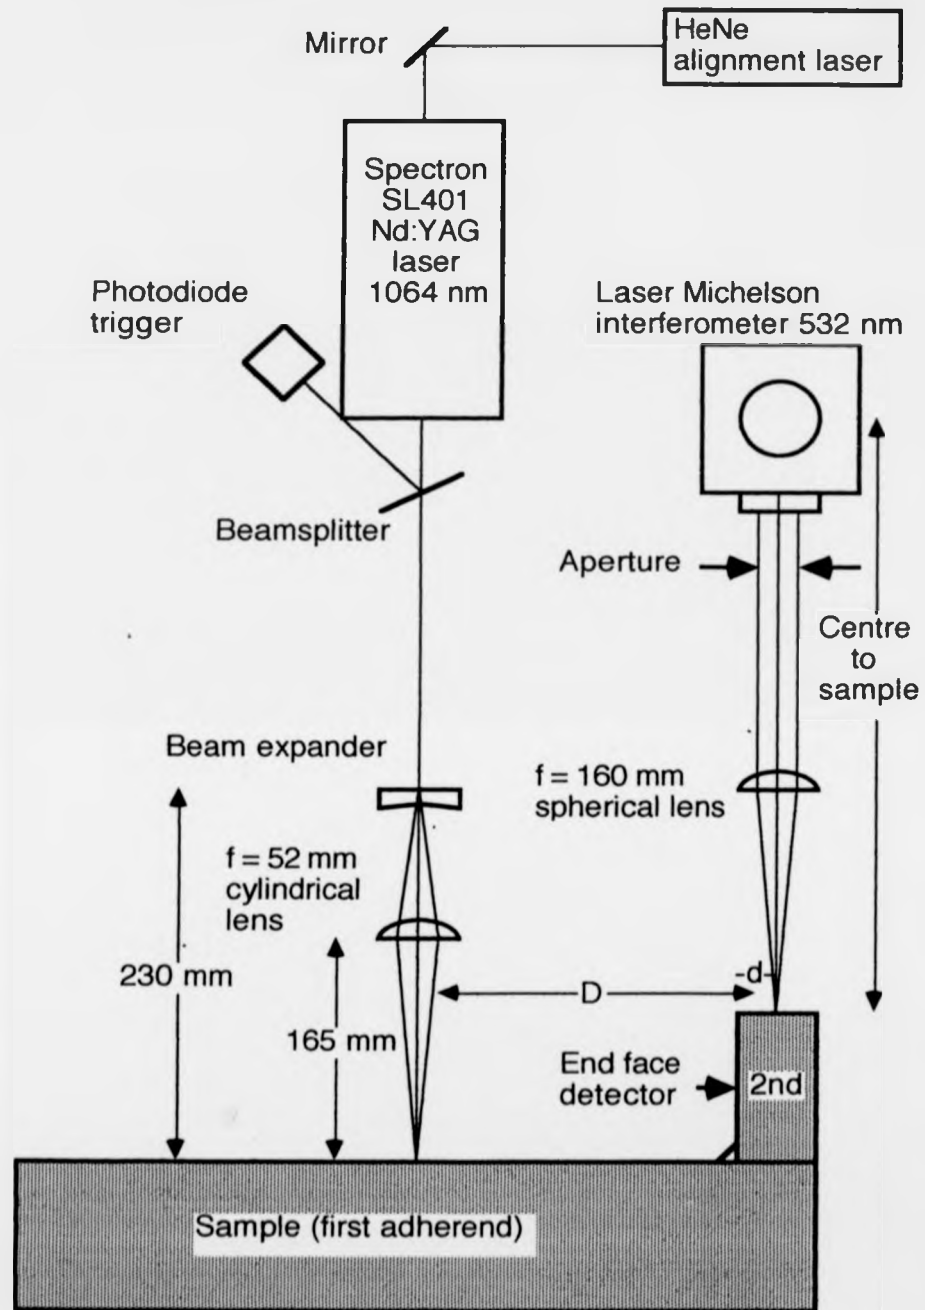 Mirror
HeNe
alignment laser
Spectron
SL401
Nd:YAG
laser
1064 nm
Photodiode
trigger
Laser Michelson
interferometer 532 nm
Beamsplitter
Aperture
Centre
to
sample
Beam expander
f = 160 mm
spherical lens
f = 52 mm
cylindrical
lens
230 mm
165 mm
D
-d-
End face
detector
2nd
Sample (first adherend)